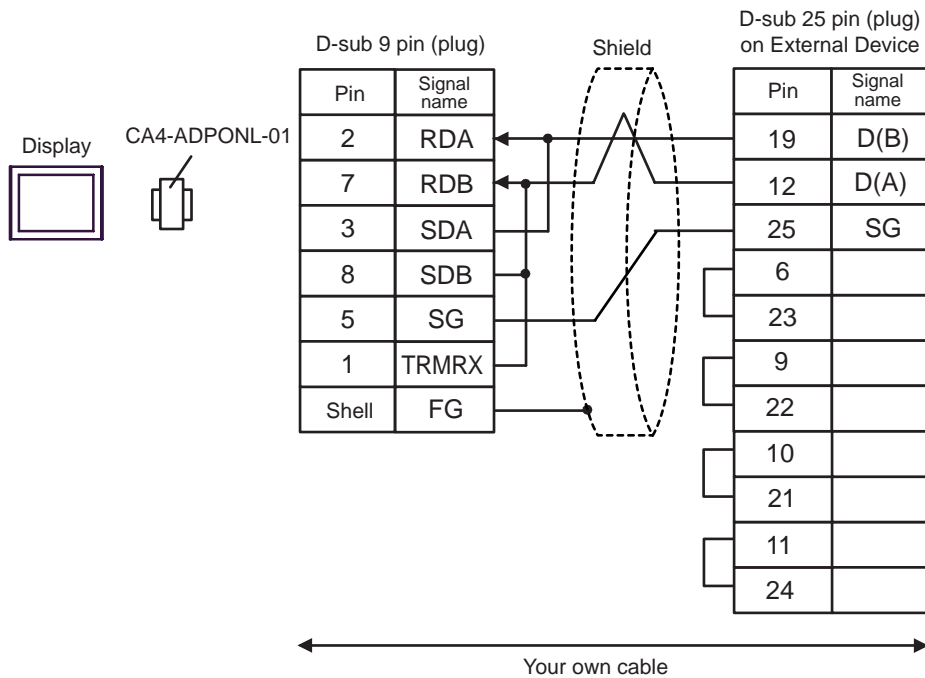 D-sub 25 pin (plug)
on External Device
D-sub 9 pin (plug)
Shield
Pin Signal name
2 RDA
7 RDB
3 SDA
8 SDB
5 SG
1 TRMRX
Shell FG
Pin Signal name
19 D(B)
12 D(A)
25 SG
6
23
9
22
10
21
11
24
Display
CA4-ADPONL-01
Your own cable